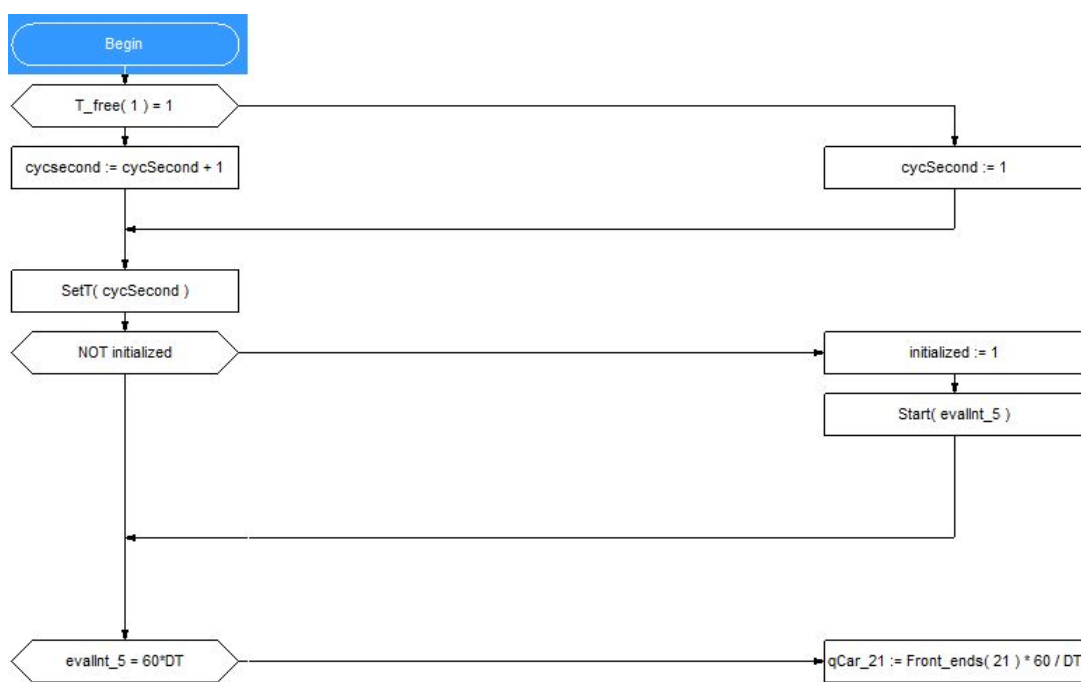 Begin
T_free( 1 ) = 1
cycsecond := cycSecond + 1
cycSecond := 1
SetT( cycSecond )
NOT initialized
initialized := 1
Start( evalInt_5 )
evalInt_5 = 60*DT
qCar_21 := Front_ends( 21 ) * 60 / DT